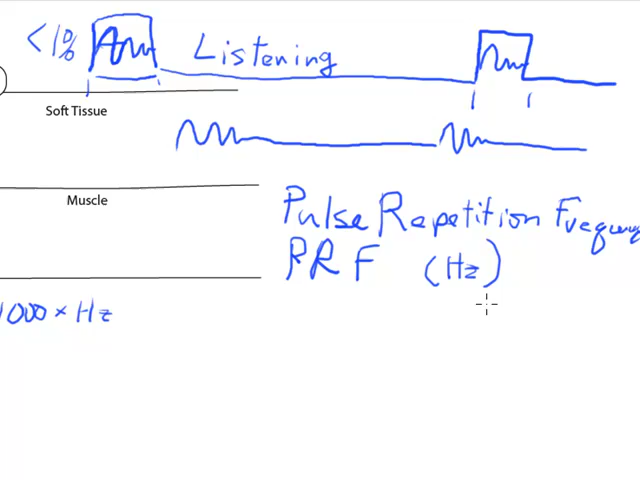 <1% Listening
Soft Tissue
Muscle
Pulse Repetition Frequency
PRF (Hz)
1000 × Hz